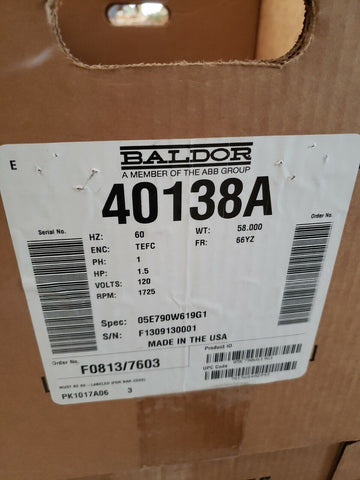 BALDOR
A MEMBER OF THE ABB GROUP
E
40138A
Serial No.
Order No.
HZ: 60
WT: 58.000
ENC: TEFC
FR: 66YZ
PH: 1
HP: 1.5
VOLTS: 120
RPM: 1725
Spec: 05E790W619G1
S/N: F1309130001
MADE IN THE USA
Order No.
F0813/7603
Product ID
UPC Code
PK1017A06 3